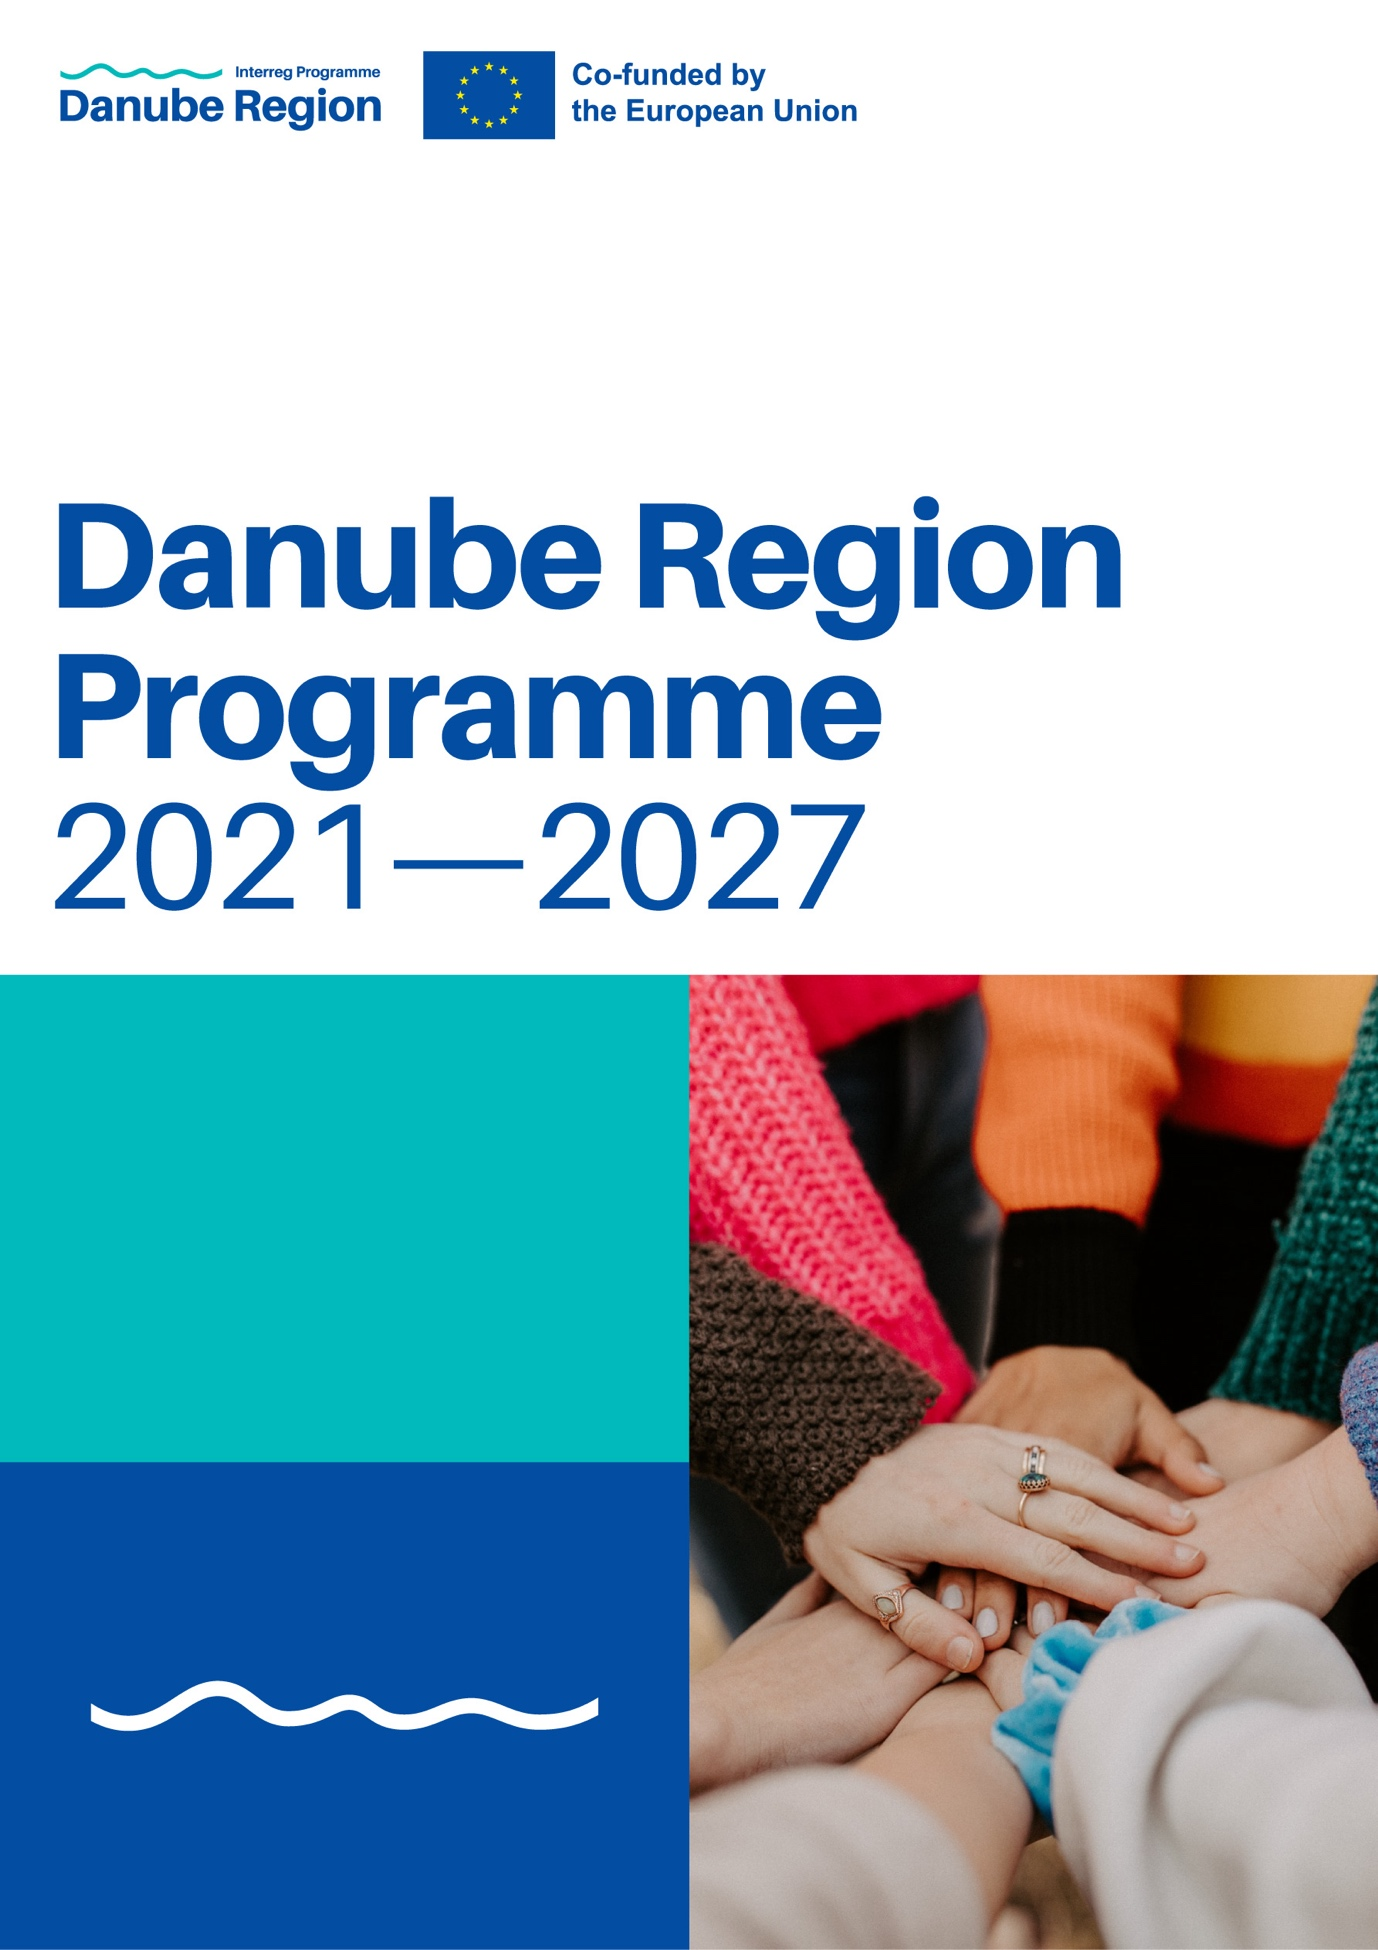 Interreg Programme
Danube Region
Co-funded by
the European Union
Danube Region
Programme
2021—2027